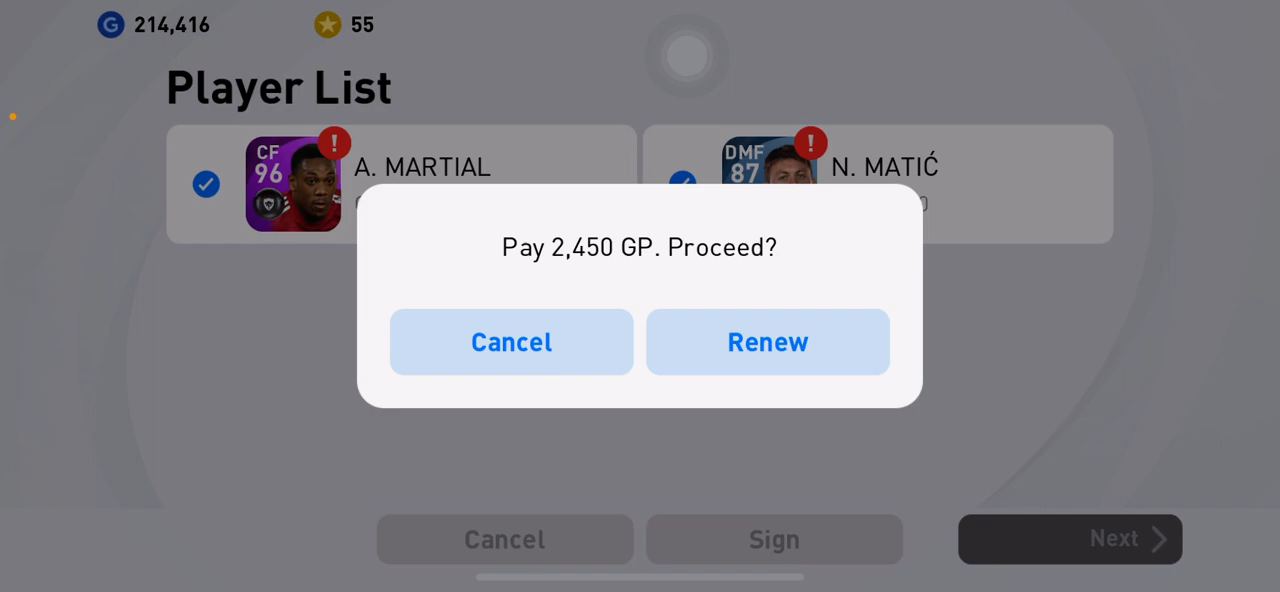 G 214,416 55
Player List
CF
96
! A. MARTIAL
DMF
87
! N. MATIĆ
Pay 2,450 GP. Proceed?
Cancel Renew
Cancel Sign Next